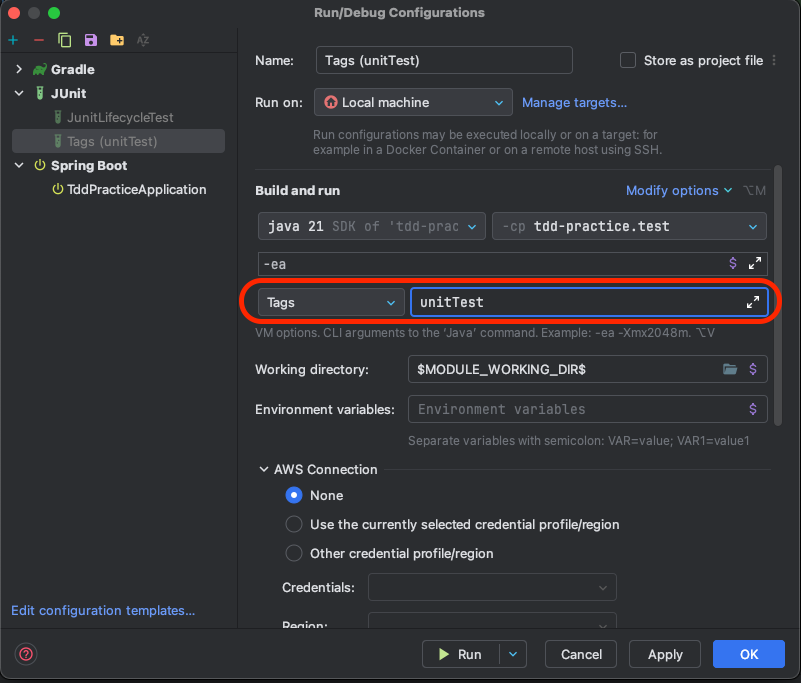 Run/Debug Configurations
Name:
Tags (unitTest)
Store as project file
Gradle
JUnit
JunitLifecycleTest
Tags (unitTest)
Spring Boot
TddPracticeApplication
Run on:
Local machine
Manage targets...
Run configurations may be executed locally or on a target: for
example in a Docker Container or on a remote host using SSH.
Build and run
Modify options
⌥M
java 21 SDK of 'tdd-prac
-cp tdd-practice.test
-ea
$
Tags
unitTest
VM options. CLI arguments to the 'Java' command. Example: -ea -Xmx2048m. ⌥V
Working directory:
$MODULE_WORKING_DIR$
$
Environment variables:
Environment variables
$
Separate variables with semicolon: VAR=value; VAR1=value1
AWS Connection
None
Use the currently selected credential profile/region
Other credential profile/region
Credentials:
Region:
Edit configuration templates...
?
Run
Cancel
Apply
OK